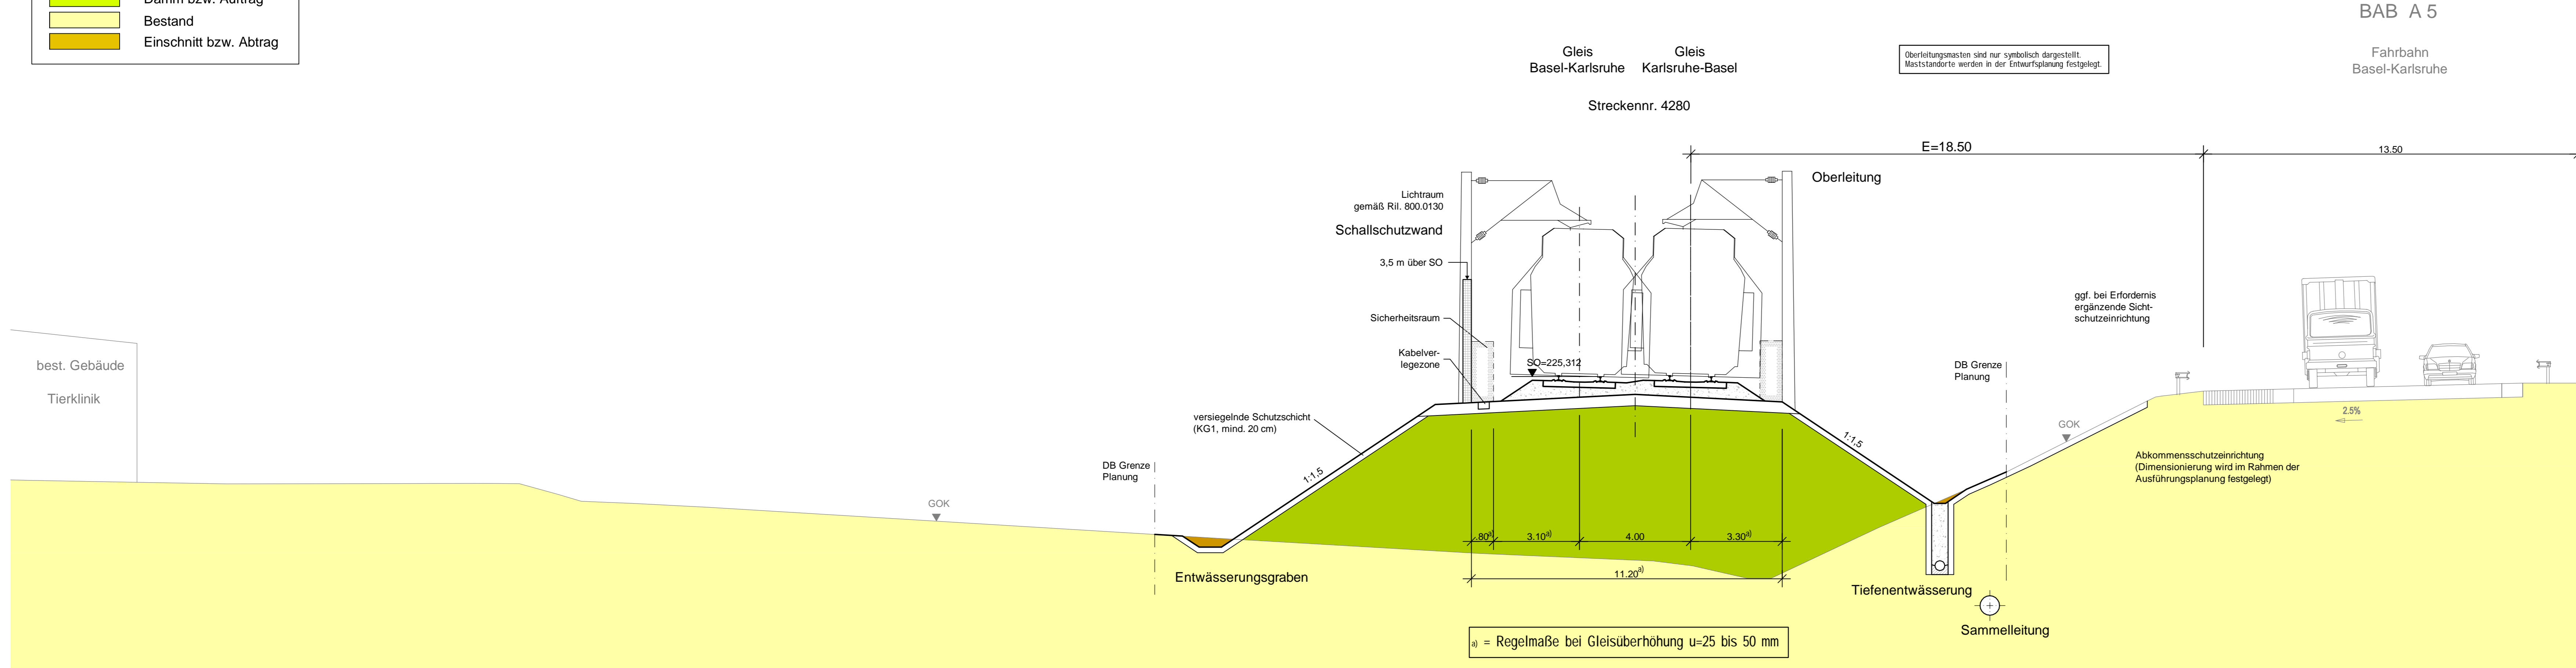 Damm bzw. Auftrag
Bestand
Einschnitt bzw. Abtrag
BAB A 5
Fahrbahn
Basel-Karlsruhe
Gleis
Basel-Karlsruhe
Gleis
Karlsruhe-Basel
Streckennr. 4280
Oberleitungsmasten sind nur symbolisch dargestellt.
Maststandorte werden in der Entwurfsplanung festgelegt.
E=18.50
13.50
Oberleitung
Lichtraum
gemäß Ril. 800.0130
Schallschutzwand
3,5 m über SO
Sicherheitsraum
Kabelver-
legezone
SO=225,312
ggf. bei Erfordernis
ergänzende Sicht-
schutzeinrichtung
best. Gebäude
Tierklinik
DB Grenze
Planung
versiegelnde Schutzschicht
(KG1, mind. 20 cm)
1:1,5
1:1,5
DB Grenze
Planung
GOK
GOK
2.5%
Abkommensschutzeinrichtung
(Dimensionierung wird im Rahmen der
Ausführungsplanung festgelegt)
.80a)
3.10a)
4.00
3.30a)
11.20a)
Entwässerungsgraben
Tiefenentwässerung
Sammelleitung
a) = Regelmaße bei Gleisüberhöhung u=25 bis 50 mm